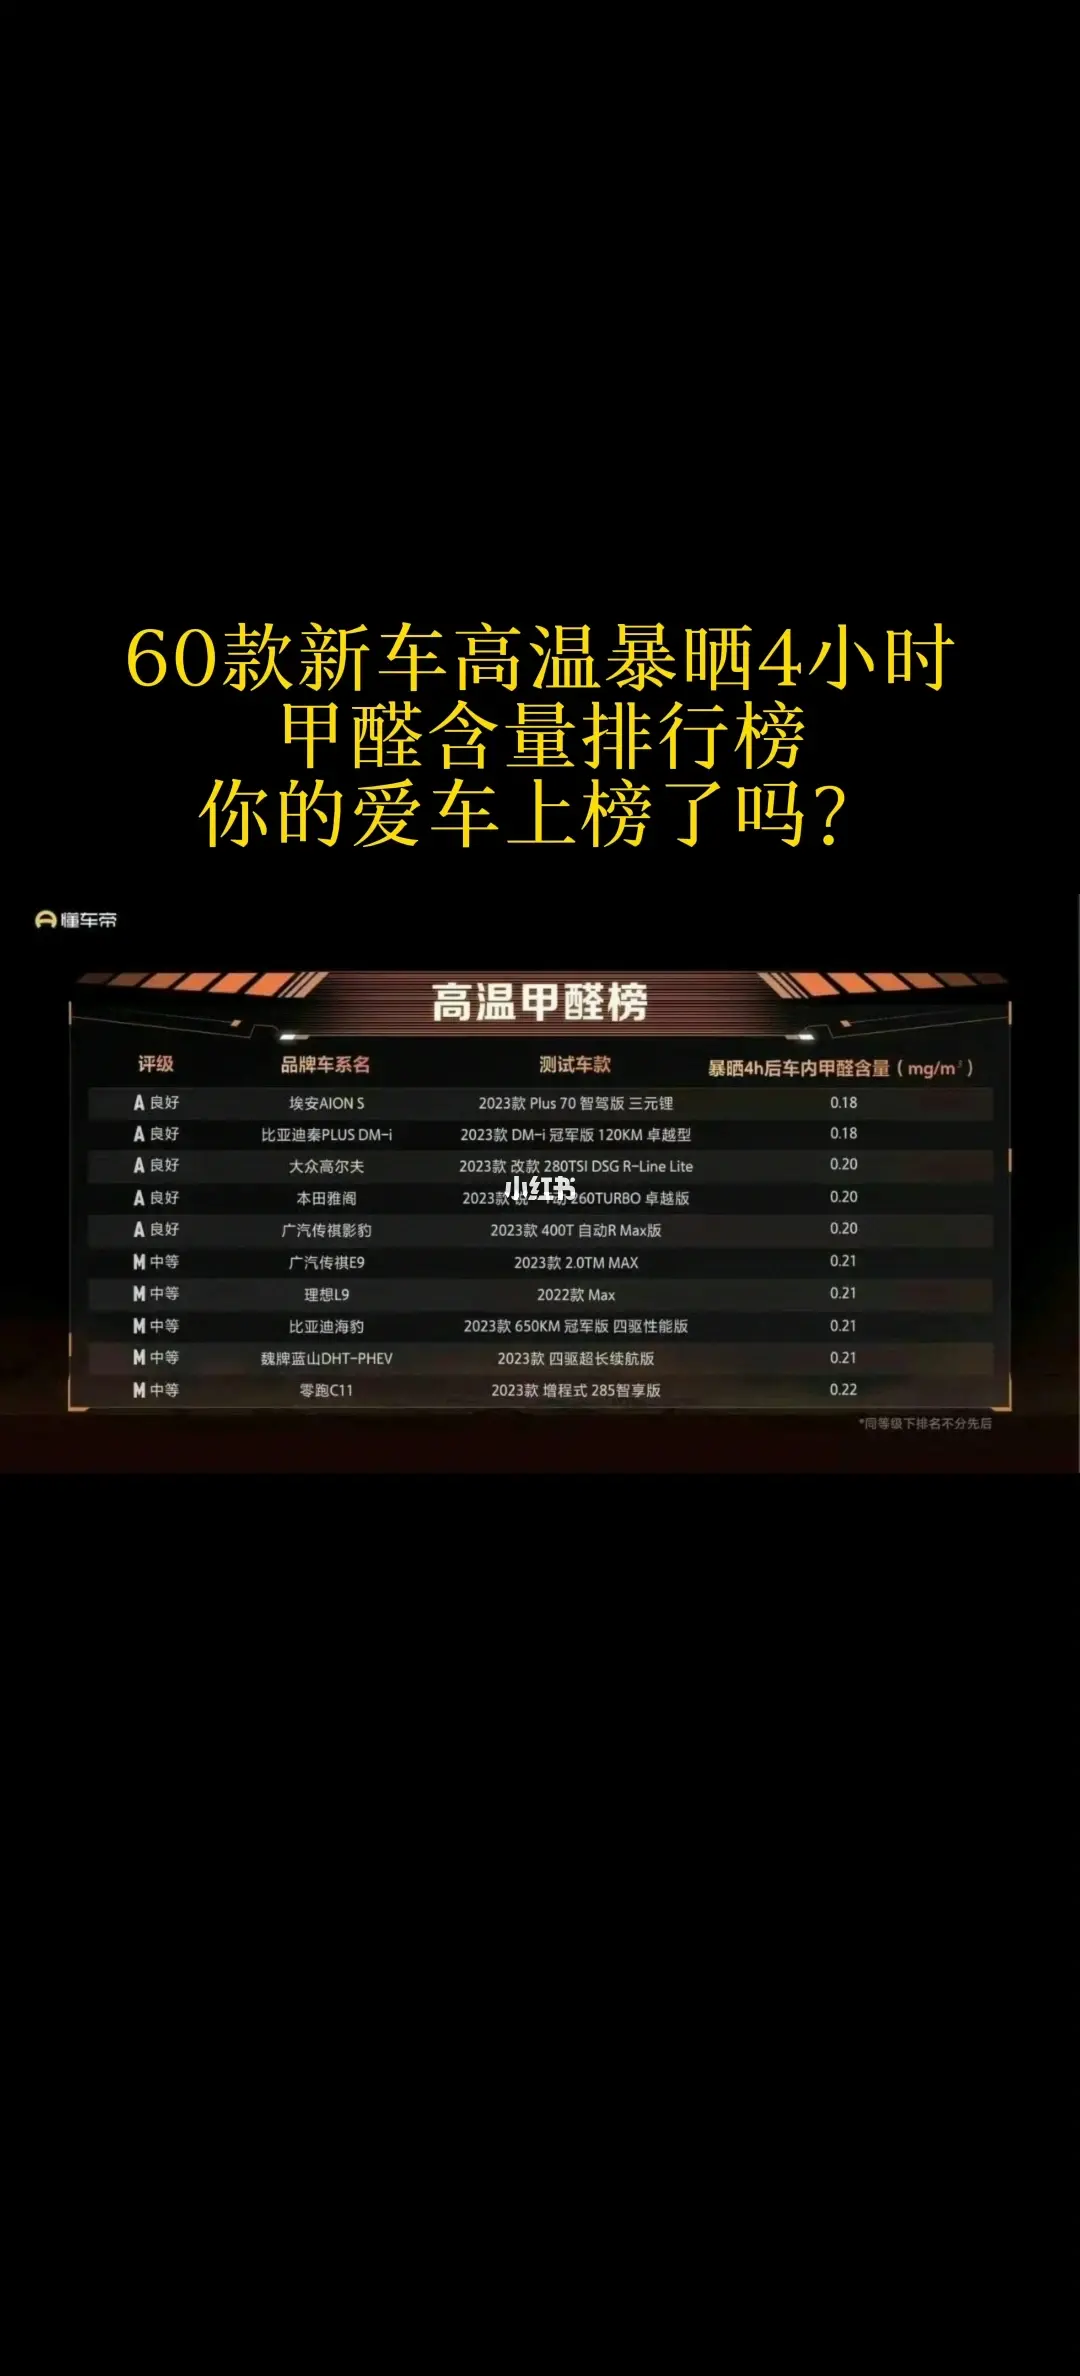 60款新车高温暴晒4小时
甲醛含量排行榜
你的爱车上榜了吗?
懂车帝
高温甲醛榜
评级 品牌车系名 测试车款 暴晒4h后车内甲醛含量(mg/m³)
A 良好 埃安AION S 2023款 Plus 70 智驾版 三元锂 0.18
A 良好 比亚迪秦PLUS DM-i 2023款 DM-i 冠军版 120KM 卓越型 0.18
A 良好 大众高尔夫 2023款 改款 280TSI DSG R-Line Lite 0.20
A 良好 本田雅阁 2023款 260TURBO 卓越版 0.20
小红书
A 良好 广汽传祺影豹 2023款 400T 自动R Max版 0.20
M 中等 广汽传祺E9 2023款 2.0TM MAX 0.21
M 中等 理想L9 2022款 Max 0.21
M 中等 比亚迪海豹 2023款 650KM 冠军版 四驱性能版 0.21
M 中等 魏牌蓝山DHT-PHEV 2023款 四驱超长续航版 0.21
M 中等 零跑C11 2023款 增程式 285智享版 0.22
*同等级下排名不分先后